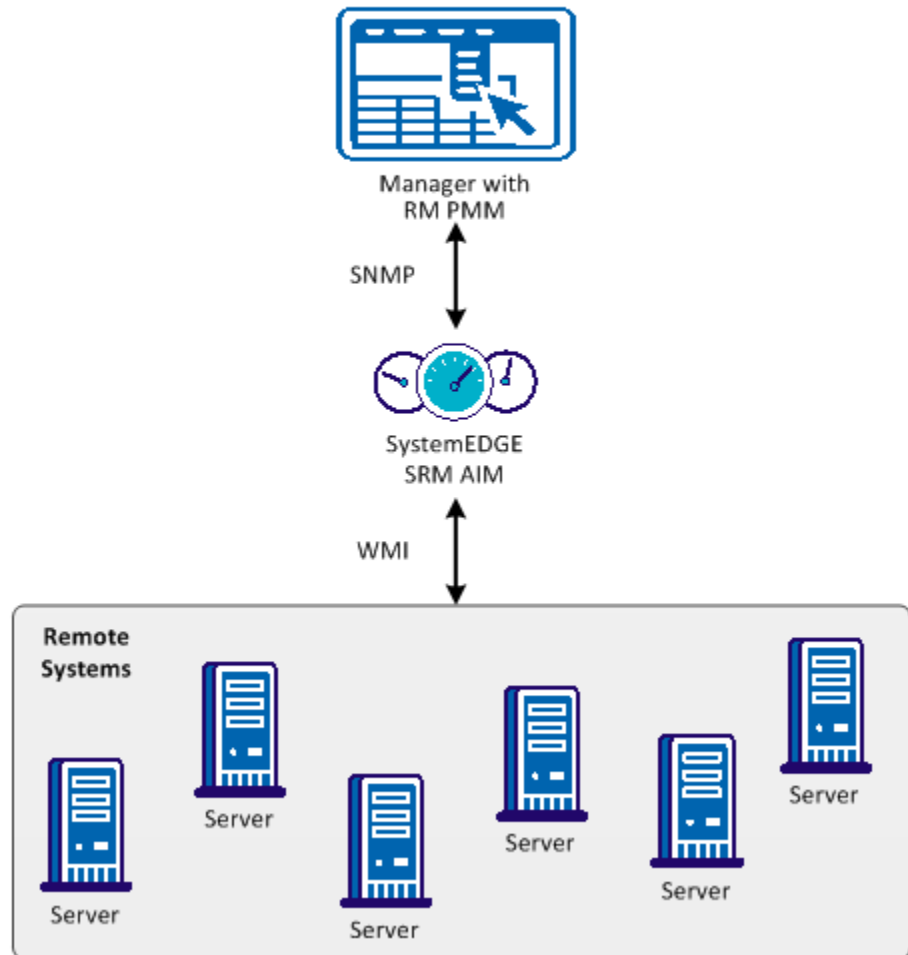 Manager with
RM PMM
SNMP
SystemEDGE
SRM AIM
WMI
Remote
Systems
Server
Server
Server
Server
Server
Server